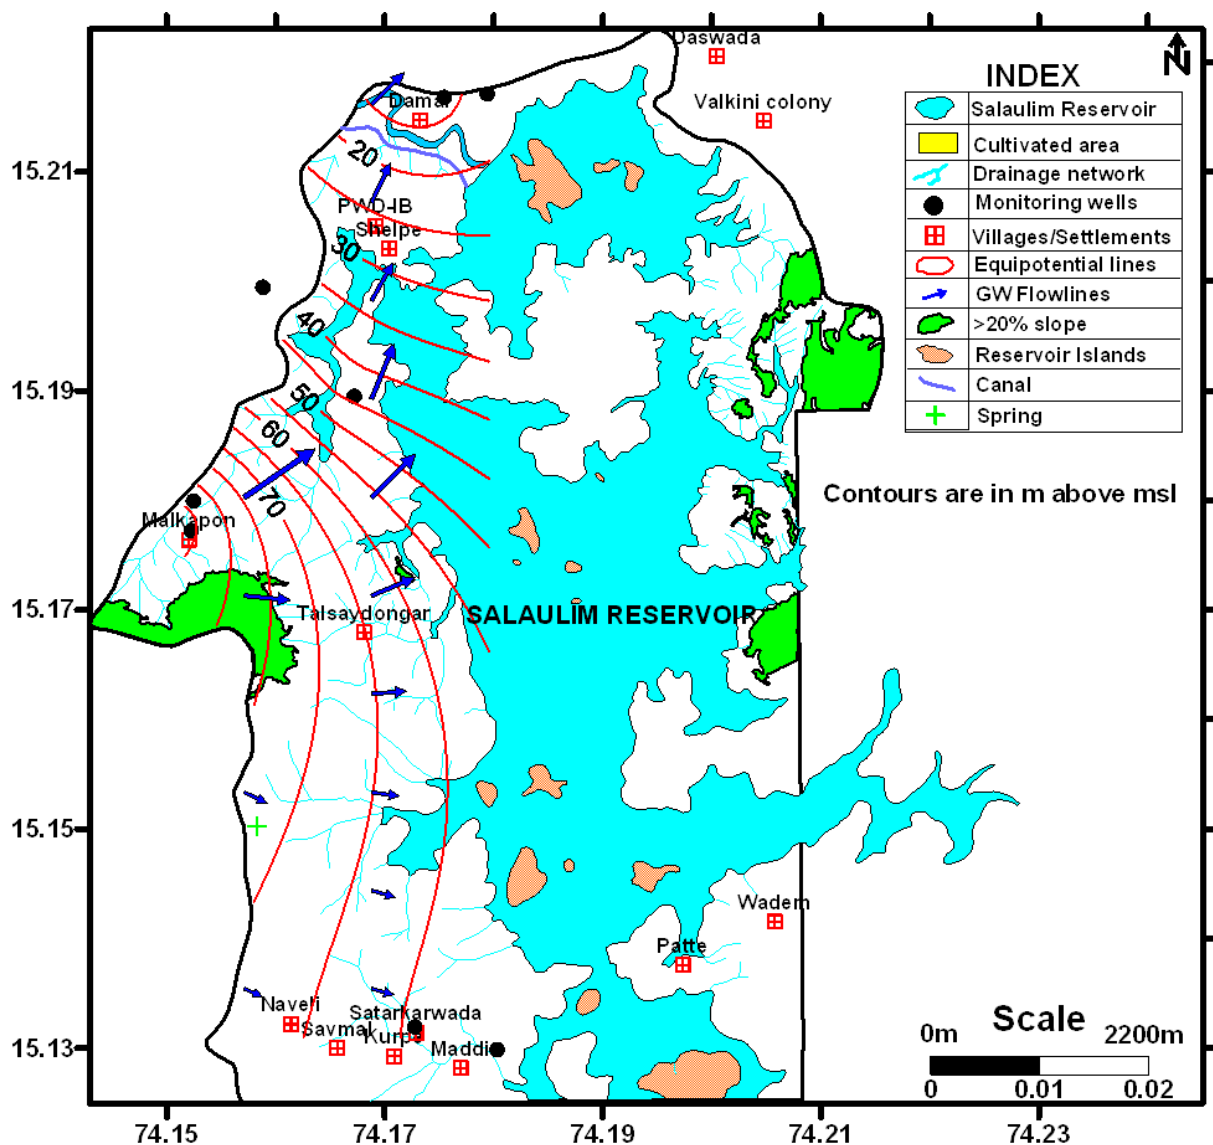 Daswada
N
INDEX
Salaulim Reservoir
Cultivated area
Drainage network
Monitoring wells
Villages/Settlements
Equipotential lines
GW Flowlines
>20% slope
Reservoir Islands
Canal
Spring
Damal
Valkini colony
15.21
20
PWD-IB
Shelpe
30
40
15.19
50
60
70
Contours are in m above msl
Malkapon
15.17
Talsaydongar
SALAULIM RESERVOIR
15.15
Wadem
Patte
Naveli
Satarkarwada
Savmal
Maddi
15.13
Scale
0m 2200m
0 0.01 0.02
74.15 74.17 74.19 74.21 74.23